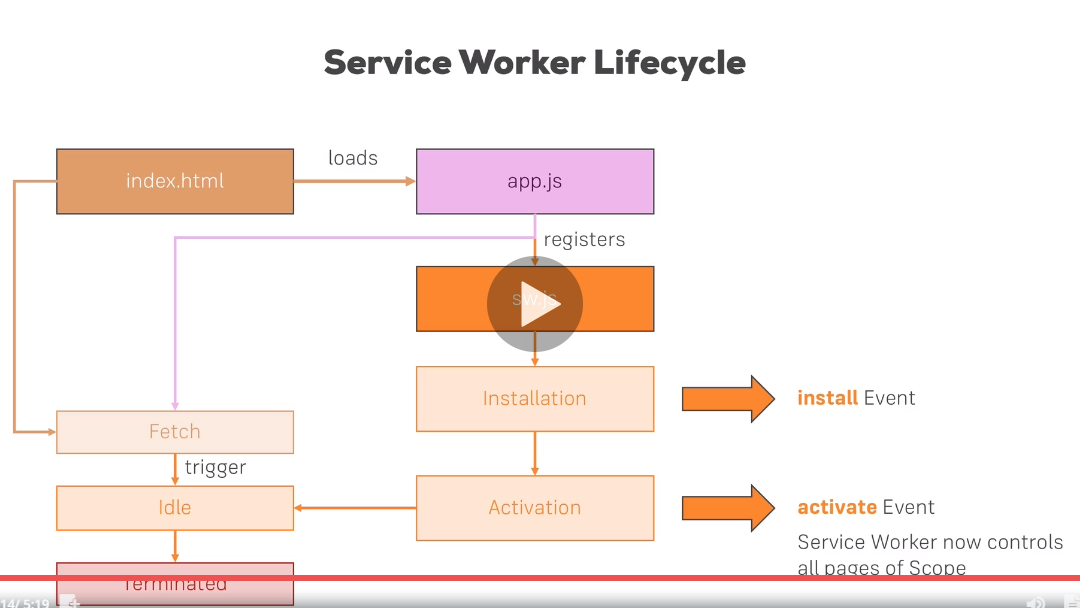 Service Worker Lifecycle
index.html
loads
app.js
registers
sw.js
Installation
install Event
Fetch
trigger
Idle
Activation
activate Event
Service Worker now controls
all pages of Scope
Terminated
14/ 5:19